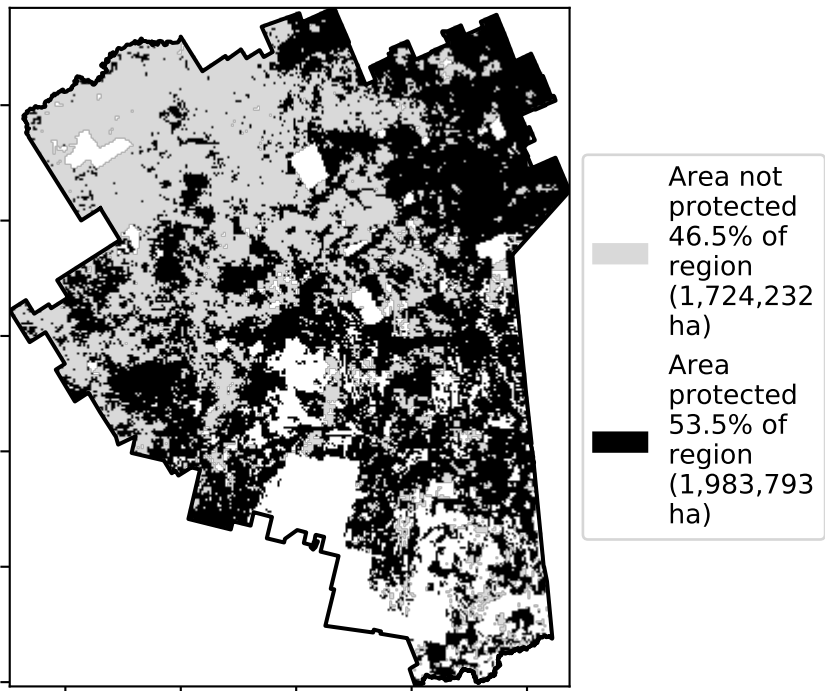 Area not
protected
46.5% of
region
(1,724,232
ha)
Area
protected
53.5% of
region
(1,983,793
ha)